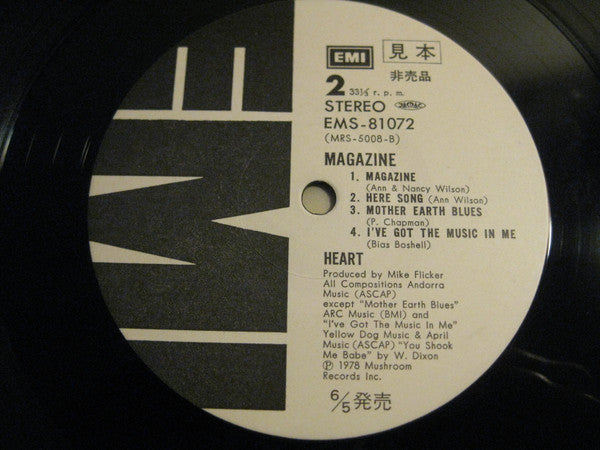 EMI 見本
非売品
2 33⅓ r. p. m.
STEREO
EMS-81072
(MRS-5008-B)
MAGAZINE
1. MAGAZINE
(Ann & Nancy Wilson)
2. HERE SONG (Ann Wilson)
3. MOTHER EARTH BLUES
(P. Chapman)
4. I'VE GOT THE MUSIC IN ME
(Bias Boshell)
HEART
Produced by Mike Flicker
All Compositions Andorra
Music (ASCAP)
except "Mother Earth Blues"
ARC Music (BMI) and
"I've Got The Music In Me"
Yellow Dog Music & April
Music (ASCAP) "You Shook
Me Babe" by W. Dixon
Ⓟ 1978 Mushroom
Records Inc.
6/5 発売
EMI